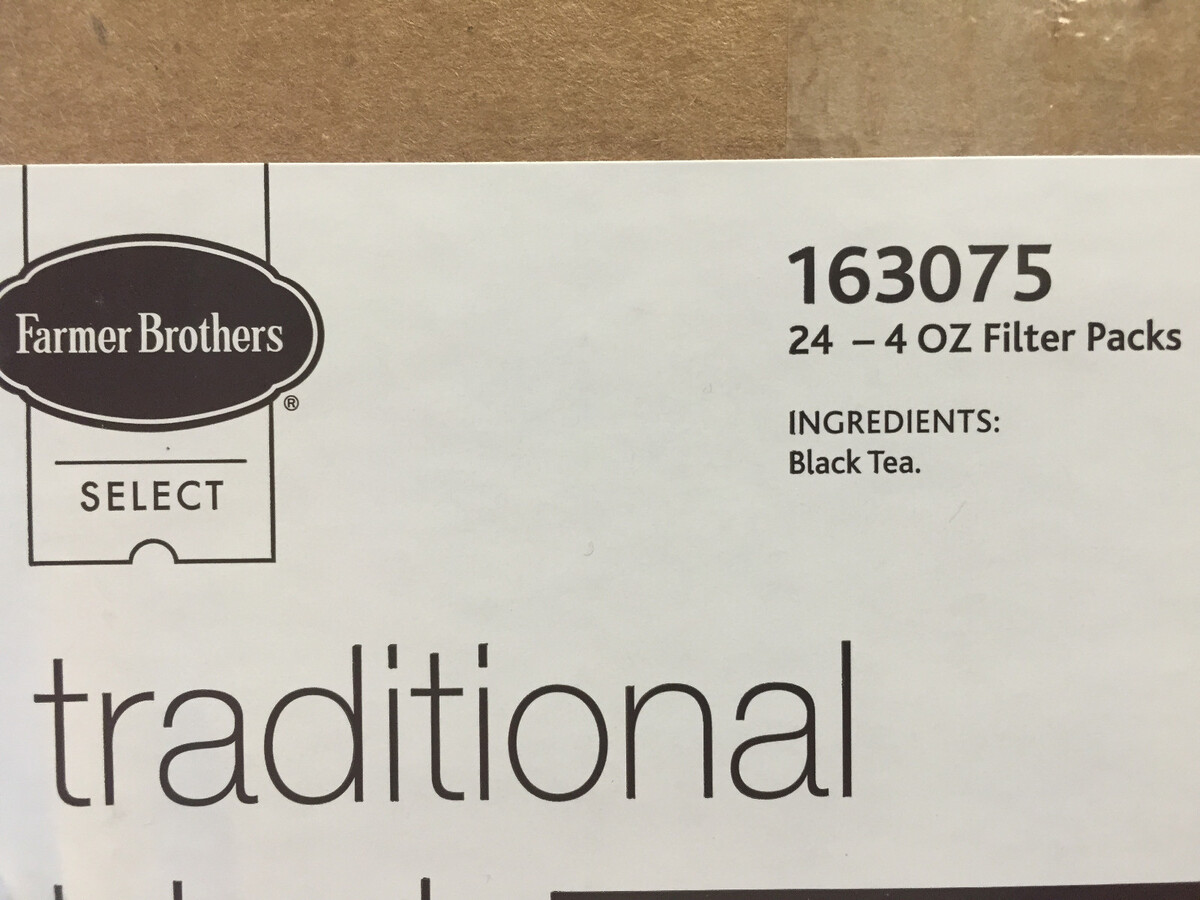 163075
24 – 4 OZ Filter Packs
Farmer Brothers
®
INGREDIENTS:
Black Tea.
SELECT
traditional